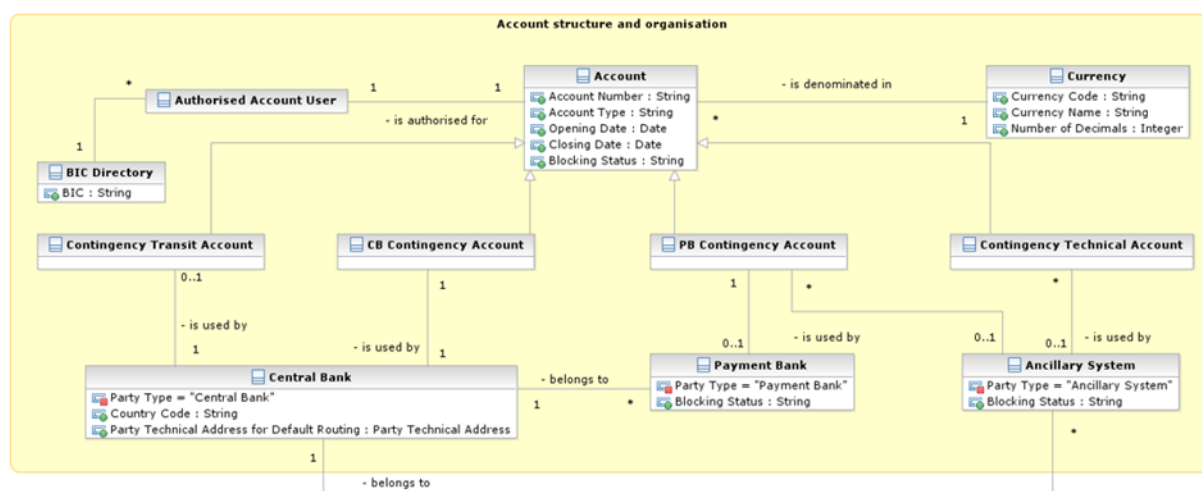 Account structure and organisation
Account
Account Number : String
Account Type : String
Opening Date : Date
Closing Date : Date
Blocking Status : String
Currency
Currency Code : String
Currency Name : String
Number of Decimals : Integer
- is denominated in
*
1
Authorised Account User
1
1
- is authorised for
*
1
BIC Directory
BIC : String
Contingency Transit Account
CB Contingency Account
PB Contingency Account
Contingency Technical Account
0..1
1
1
*
*
- is used by
1
- is used by
1
0..1
- is used by
0..1
0..1
- is used by
Central Bank
Party Type = "Central Bank"
Country Code : String
Party Technical Address for Default Routing : Party Technical Address
- belongs to
1
*
Payment Bank
Party Type = "Payment Bank"
Blocking Status : String
Ancillary System
Party Type = "Ancillary System"
Blocking Status : String
1
*
- belongs to